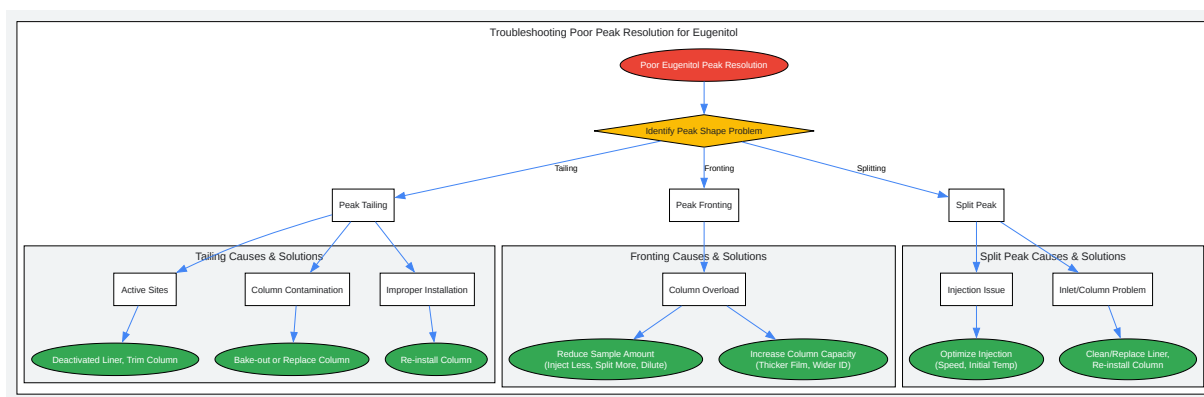 Troubleshooting Poor Peak Resolution for Eugenitol
Poor Eugenitol Peak Resolution
Identify Peak Shape Problem
Tailing
Fronting
Splitting
Peak Tailing
Peak Fronting
Split Peak
Tailing Causes & Solutions
Fronting Causes & Solutions
Split Peak Causes & Solutions
Active Sites
Column Contamination
Improper Installation
Column Overload
Injection Issue
Inlet/Column Problem
Deactivated Liner, Trim Column
Bake-out or Replace Column
Re-install Column
Reduce Sample Amount
(Inject Less, Split More, Dilute)
Increase Column Capacity
(Thicker Film, Wider ID)
Optimize Injection
(Speed, Initial Temp)
Clean/Replace Liner,
Re-install Column